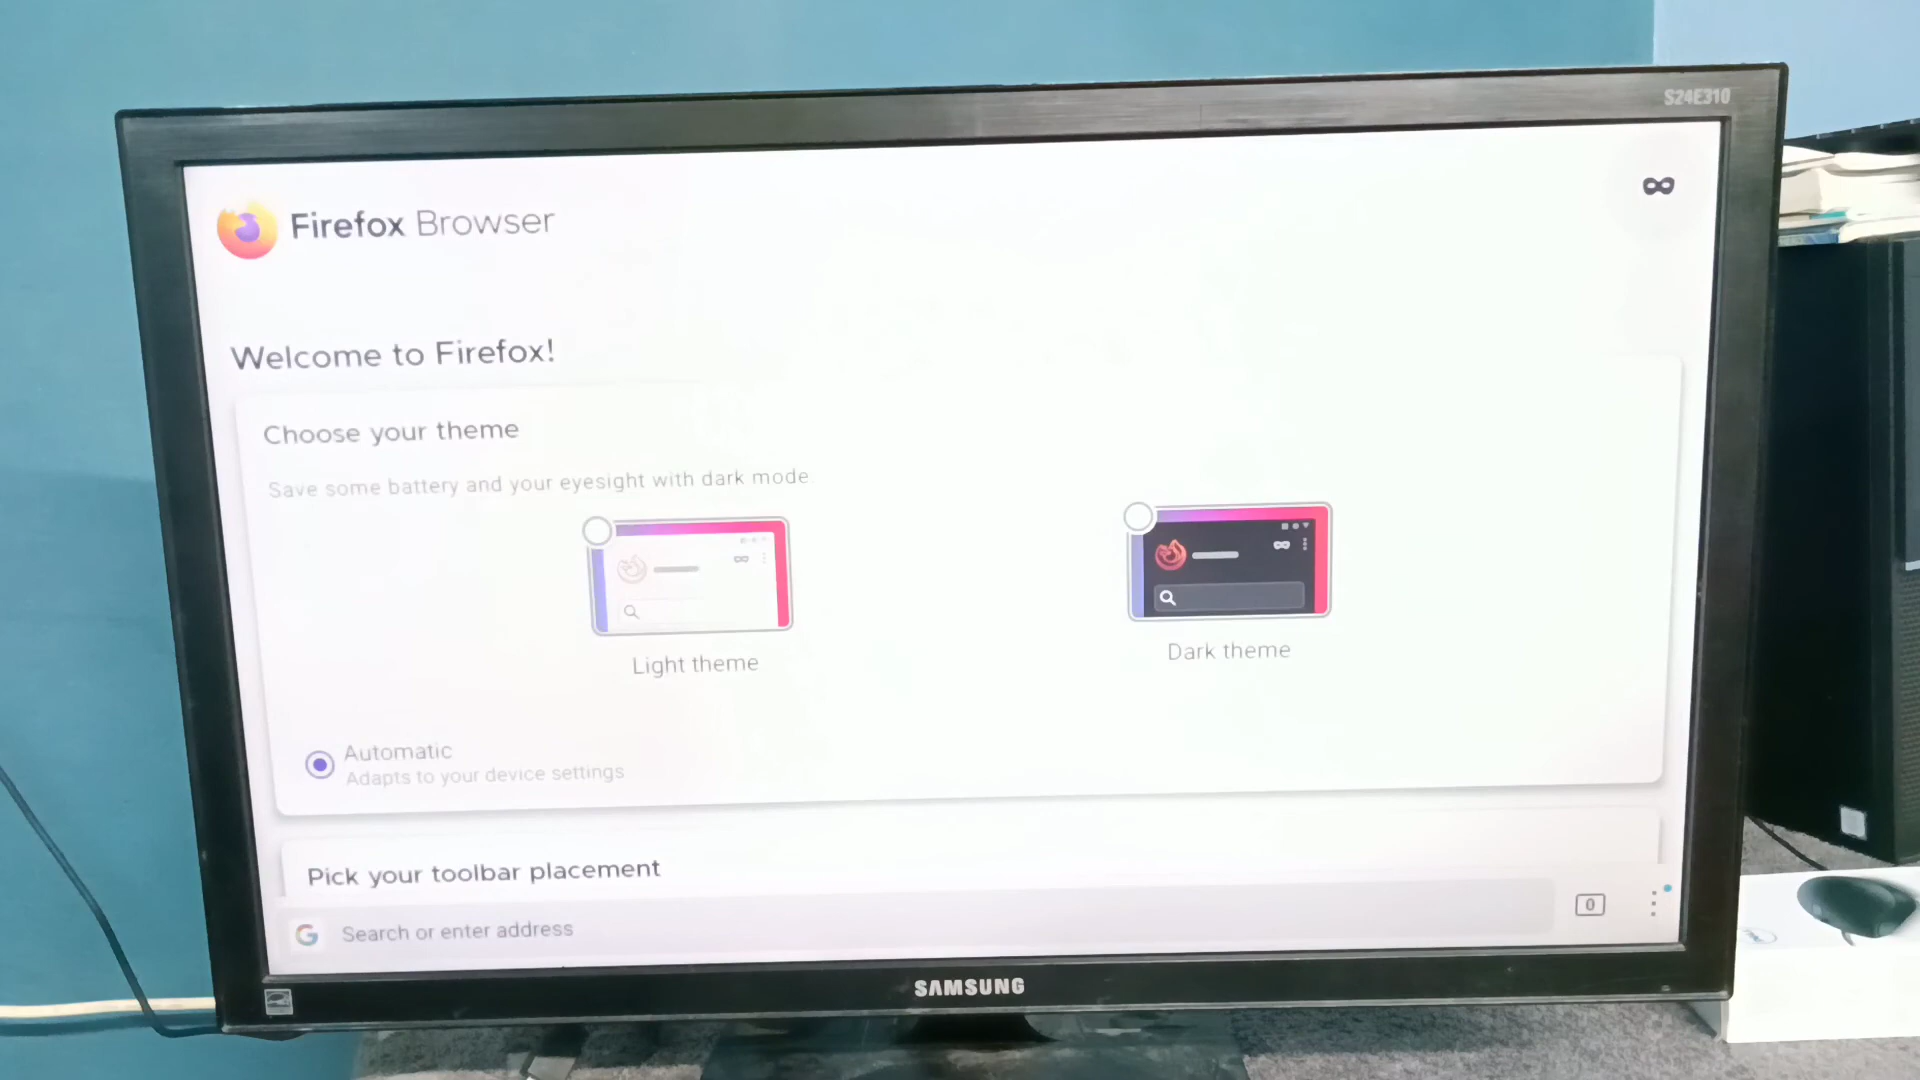 S24E310
Firefox Browser
Welcome to Firefox!
Choose your theme
Save some battery and your eyesight with dark mode
Light theme
Dark theme
Automatic
Adapts to your device settings
Pick your toolbar placement
Search or enter address
0
SAMSUNG